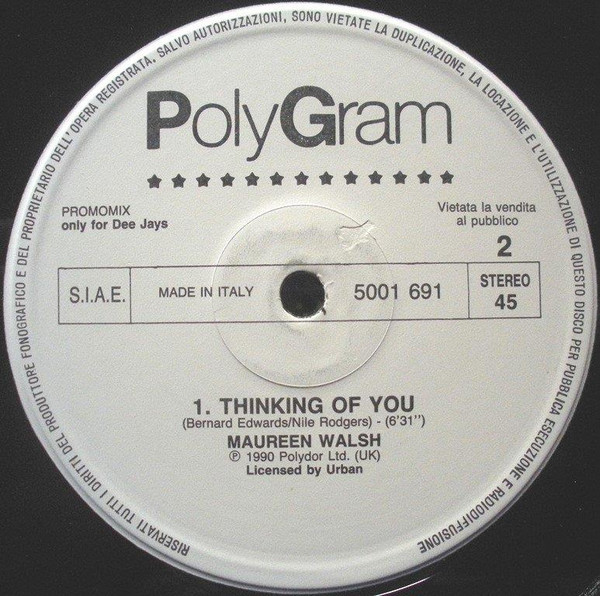 RISERVATI TUTTI I DIRITTI DEL PRODUTTORE FONOGRAFICO E DEL PROPRIETARIO DELL'OPERA REGISTRATA. SALVO AUTORIZZAZIONI, SONO VIETATE LA DUPLICAZIONE, LA LOCAZIONE E L'UTILIZZAZIONE DI QUESTO DISCO PER PUBBLICA ESECUZIONE E RADIODIFFUSIONE
PolyGram
PROMOMIX
only for Dee Jays
Vietata la vendita
al pubblico
2
S.I.A.E. MADE IN ITALY 5001 691 STEREO
45
1. THINKING OF YOU
(Bernard Edwards/Nile Rodgers) - (6'31'')
MAUREEN WALSH
℗ 1990 Polydor Ltd. (UK)
Licensed by Urban